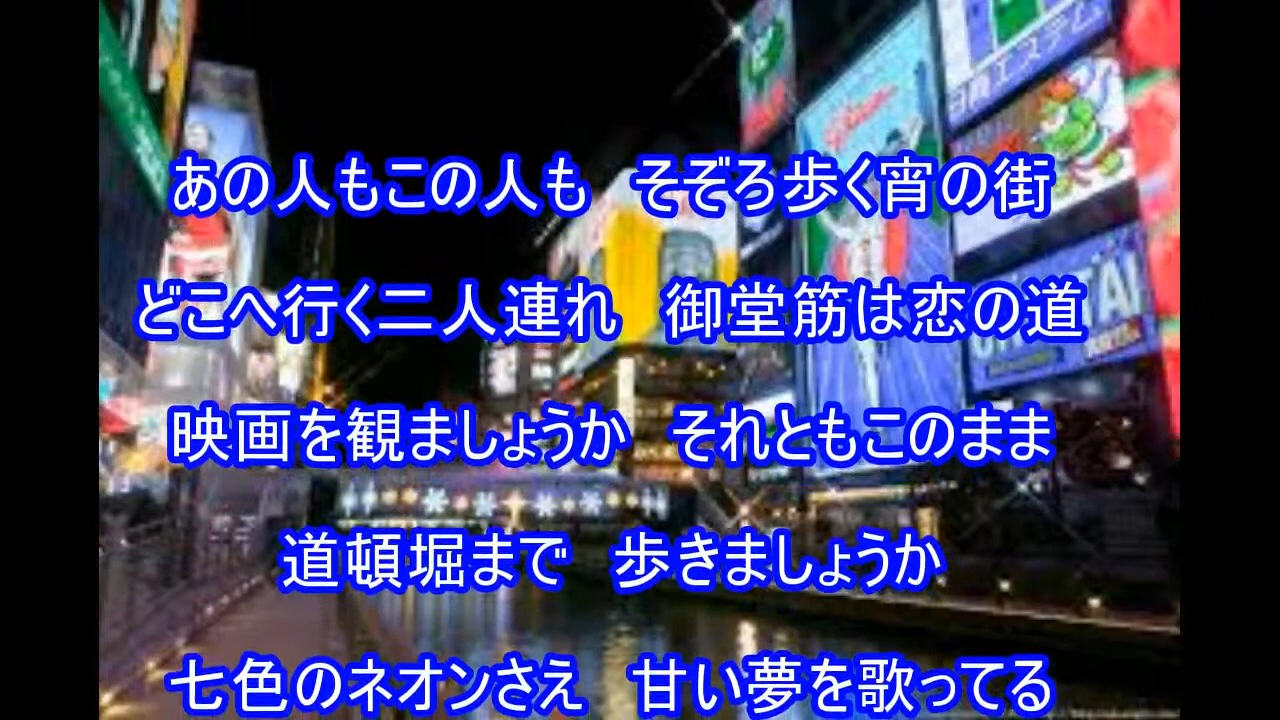 あの人もこの人も　そぞろ歩く宵の街
どこへ行く二人連れ　御堂筋は恋の道
映画を観ましょうか　それともこのまま
道頓堀まで　歩きましょうか
七色のネオンさえ　甘い夢を歌ってる